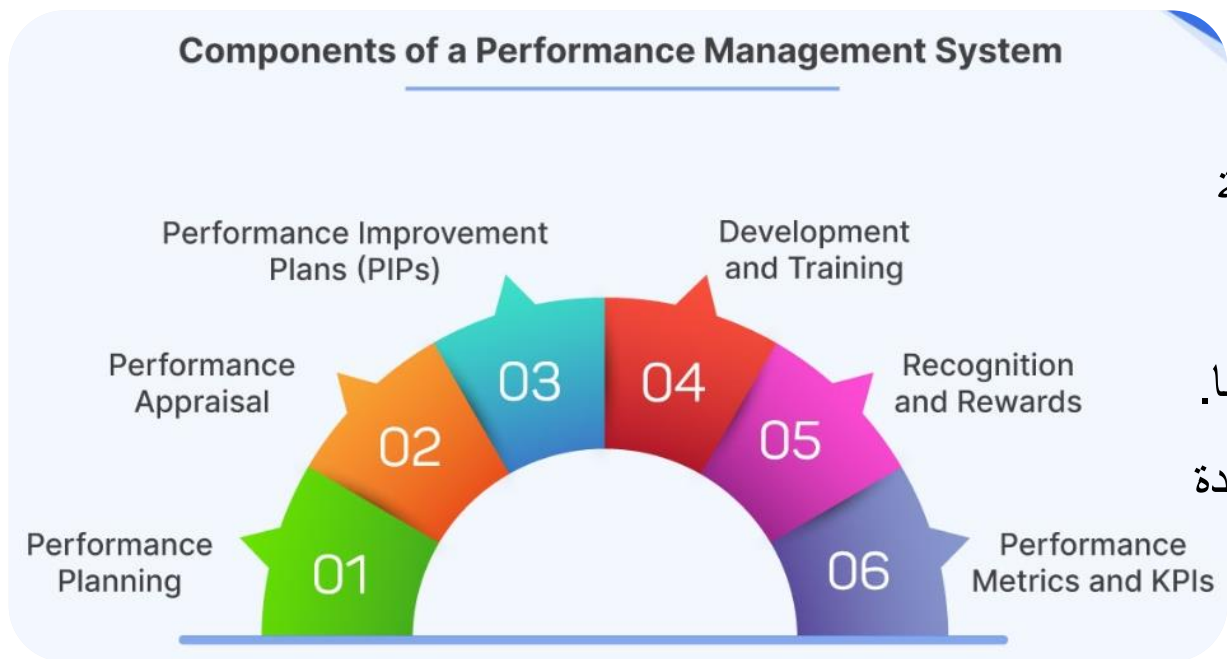 Components of a Performance Management System
Performance Improvement
Plans (PIPs)
Development
and Training
Performance
Appraisal
Recognition
and Rewards
Performance
Planning
Performance
Metrics and KPIs
01
02
03
04
05
06